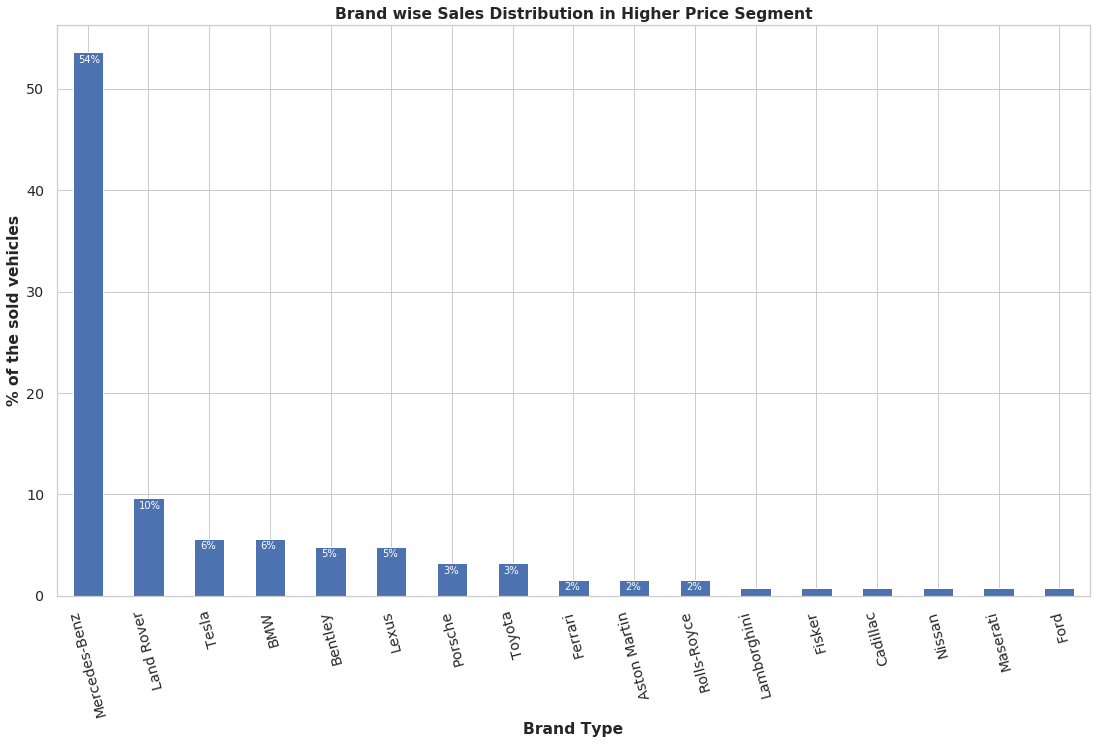 Brand wise Sales Distribution in Higher Price Segment
% of the sold vehicles
50
40
30
20
10
0
54%
10%
6%
6%
5%
5%
3%
3%
2%
2%
2%
Mercedes-Benz
Land Rover
Tesla
BMW
Bentley
Lexus
Porsche
Toyota
Ferrari
Aston Martin
Rolls-Royce
Lamborghini
Fisker
Cadillac
Nissan
Maserati
Ford
Brand Type